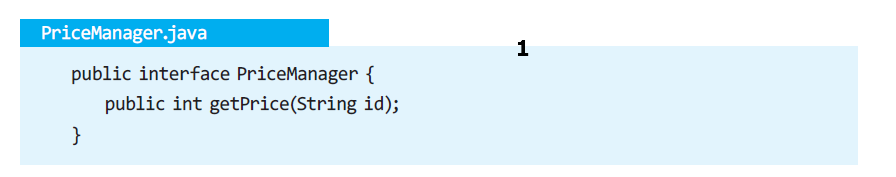 PriceManager.java
1
public interface PriceManager {
public int getPrice(String id);
}